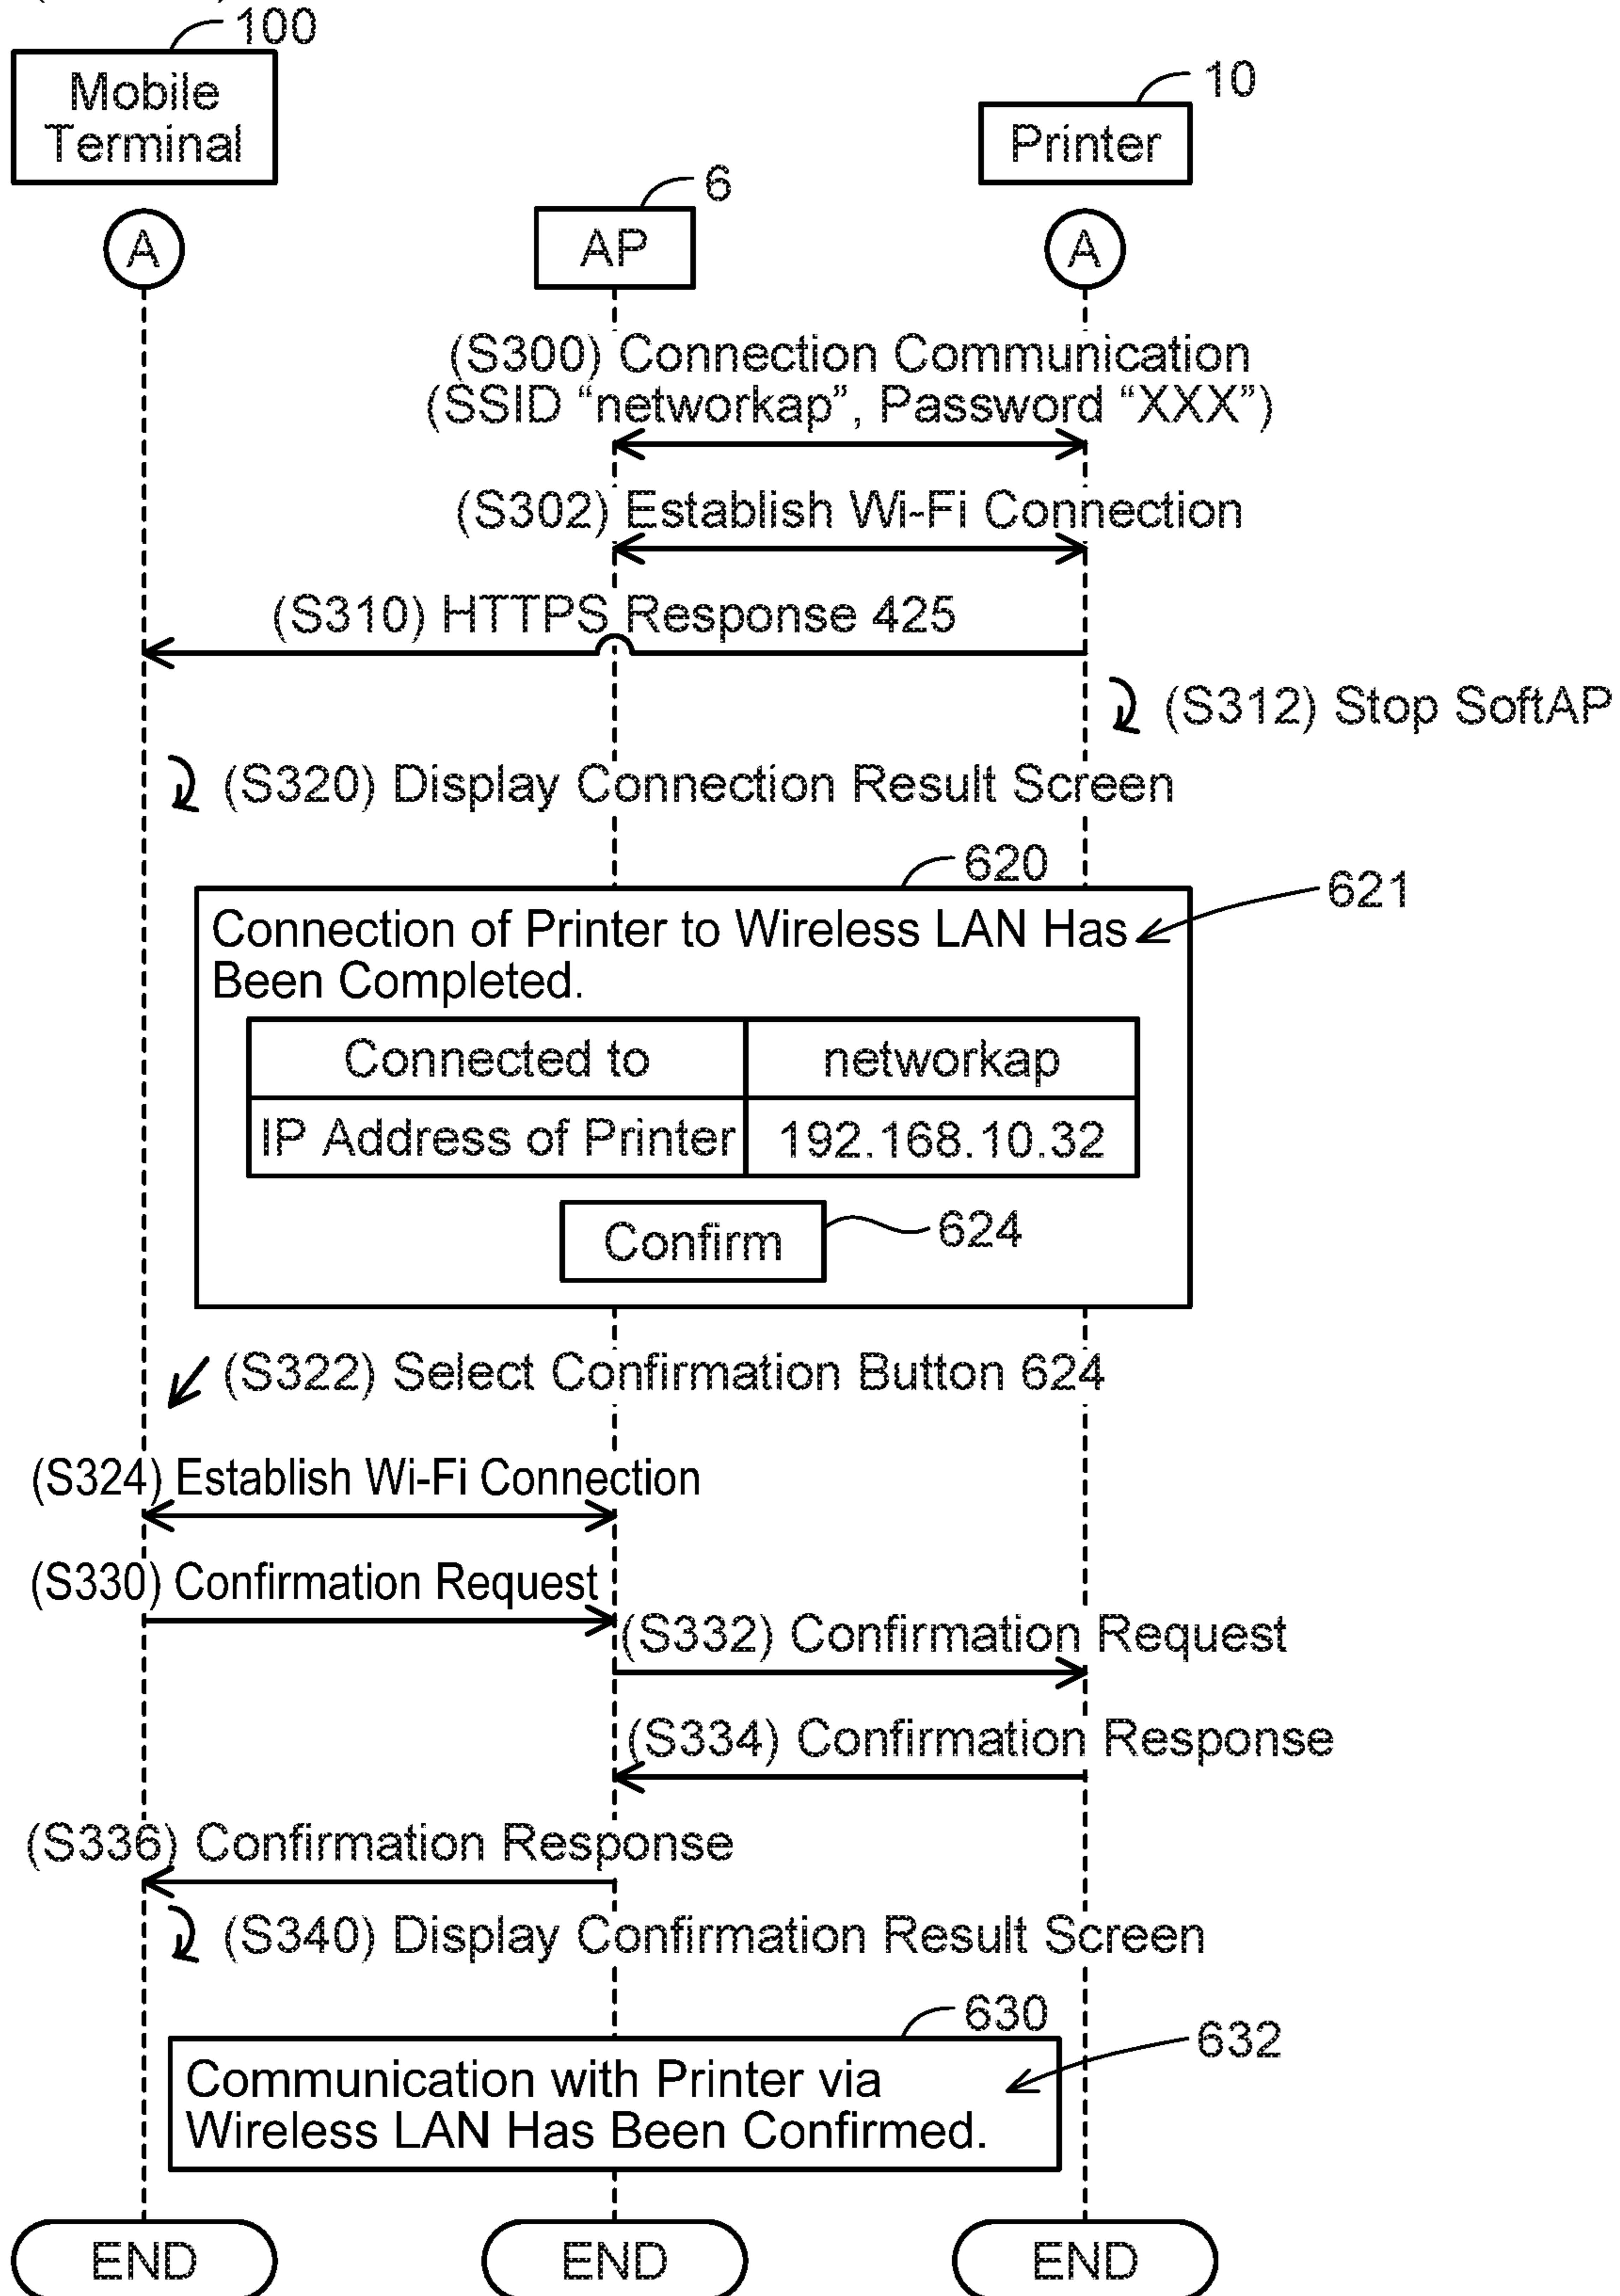 100
Mobile
Terminal
10
Printer
6
AP
A
A
(S300) Connection Communication
(SSID “networkap”, Password “XXX”)
(S302) Establish Wi-Fi Connection
(S310) HTTPS Response 425
(S312) Stop SoftAP
(S320) Display Connection Result Screen
620
621
Connection of Printer to Wireless LAN Has
Been Completed.
Connected to networkap
IP Address of Printer 192.168.10.32
Confirm
624
(S322) Select Confirmation Button 624
(S324) Establish Wi-Fi Connection
(S330) Confirmation Request
(S332) Confirmation Request
(S334) Confirmation Response
(S336) Confirmation Response
(S340) Display Confirmation Result Screen
630
632
Communication with Printer via
Wireless LAN Has Been Confirmed.
END
END
END